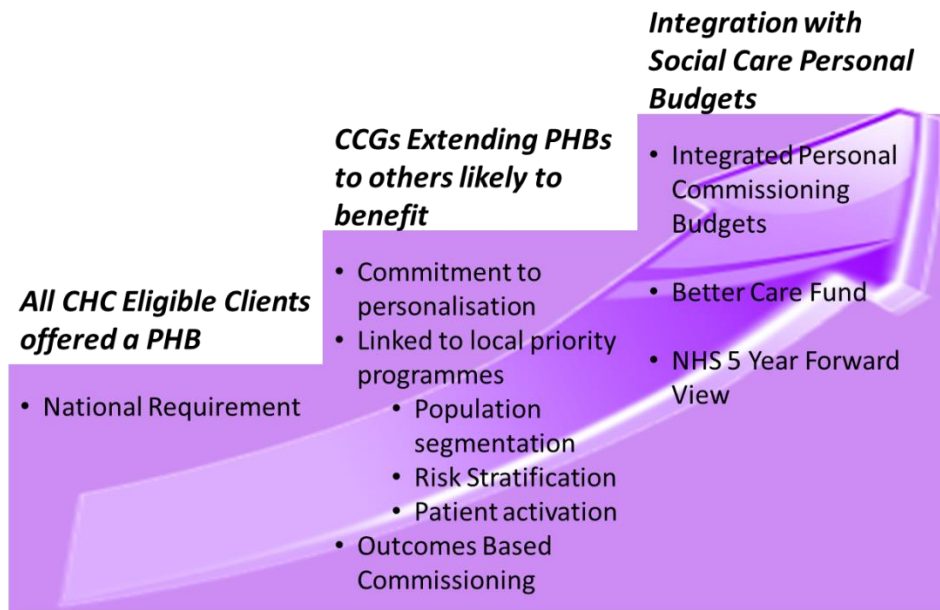 All CHC Eligible Clients
offered a PHB
• National Requirement
CCGs Extending PHBs
to others likely to
benefit
• Commitment to
personalisation
• Linked to local priority
programmes
• Population
segmentation
• Risk Stratification
• Patient activation
• Outcomes Based
Commissioning
Integration with
Social Care Personal
Budgets
• Integrated Personal
Commissioning
Budgets
• Better Care Fund
• NHS 5 Year Forward
View